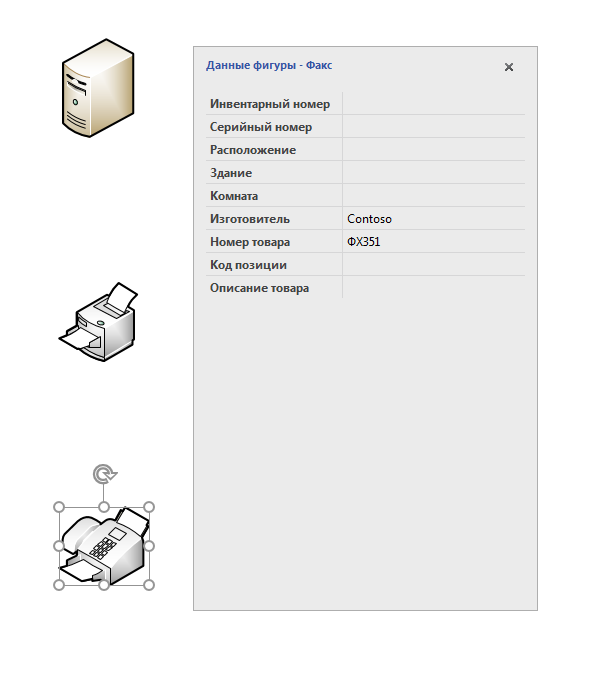 Данные фигуры - Факс
Инвентарный номер
Серийный номер
Расположение
Здание
Комната
Изготовитель Contoso
Номер товара ФХ351
Код позиции
Описание товара